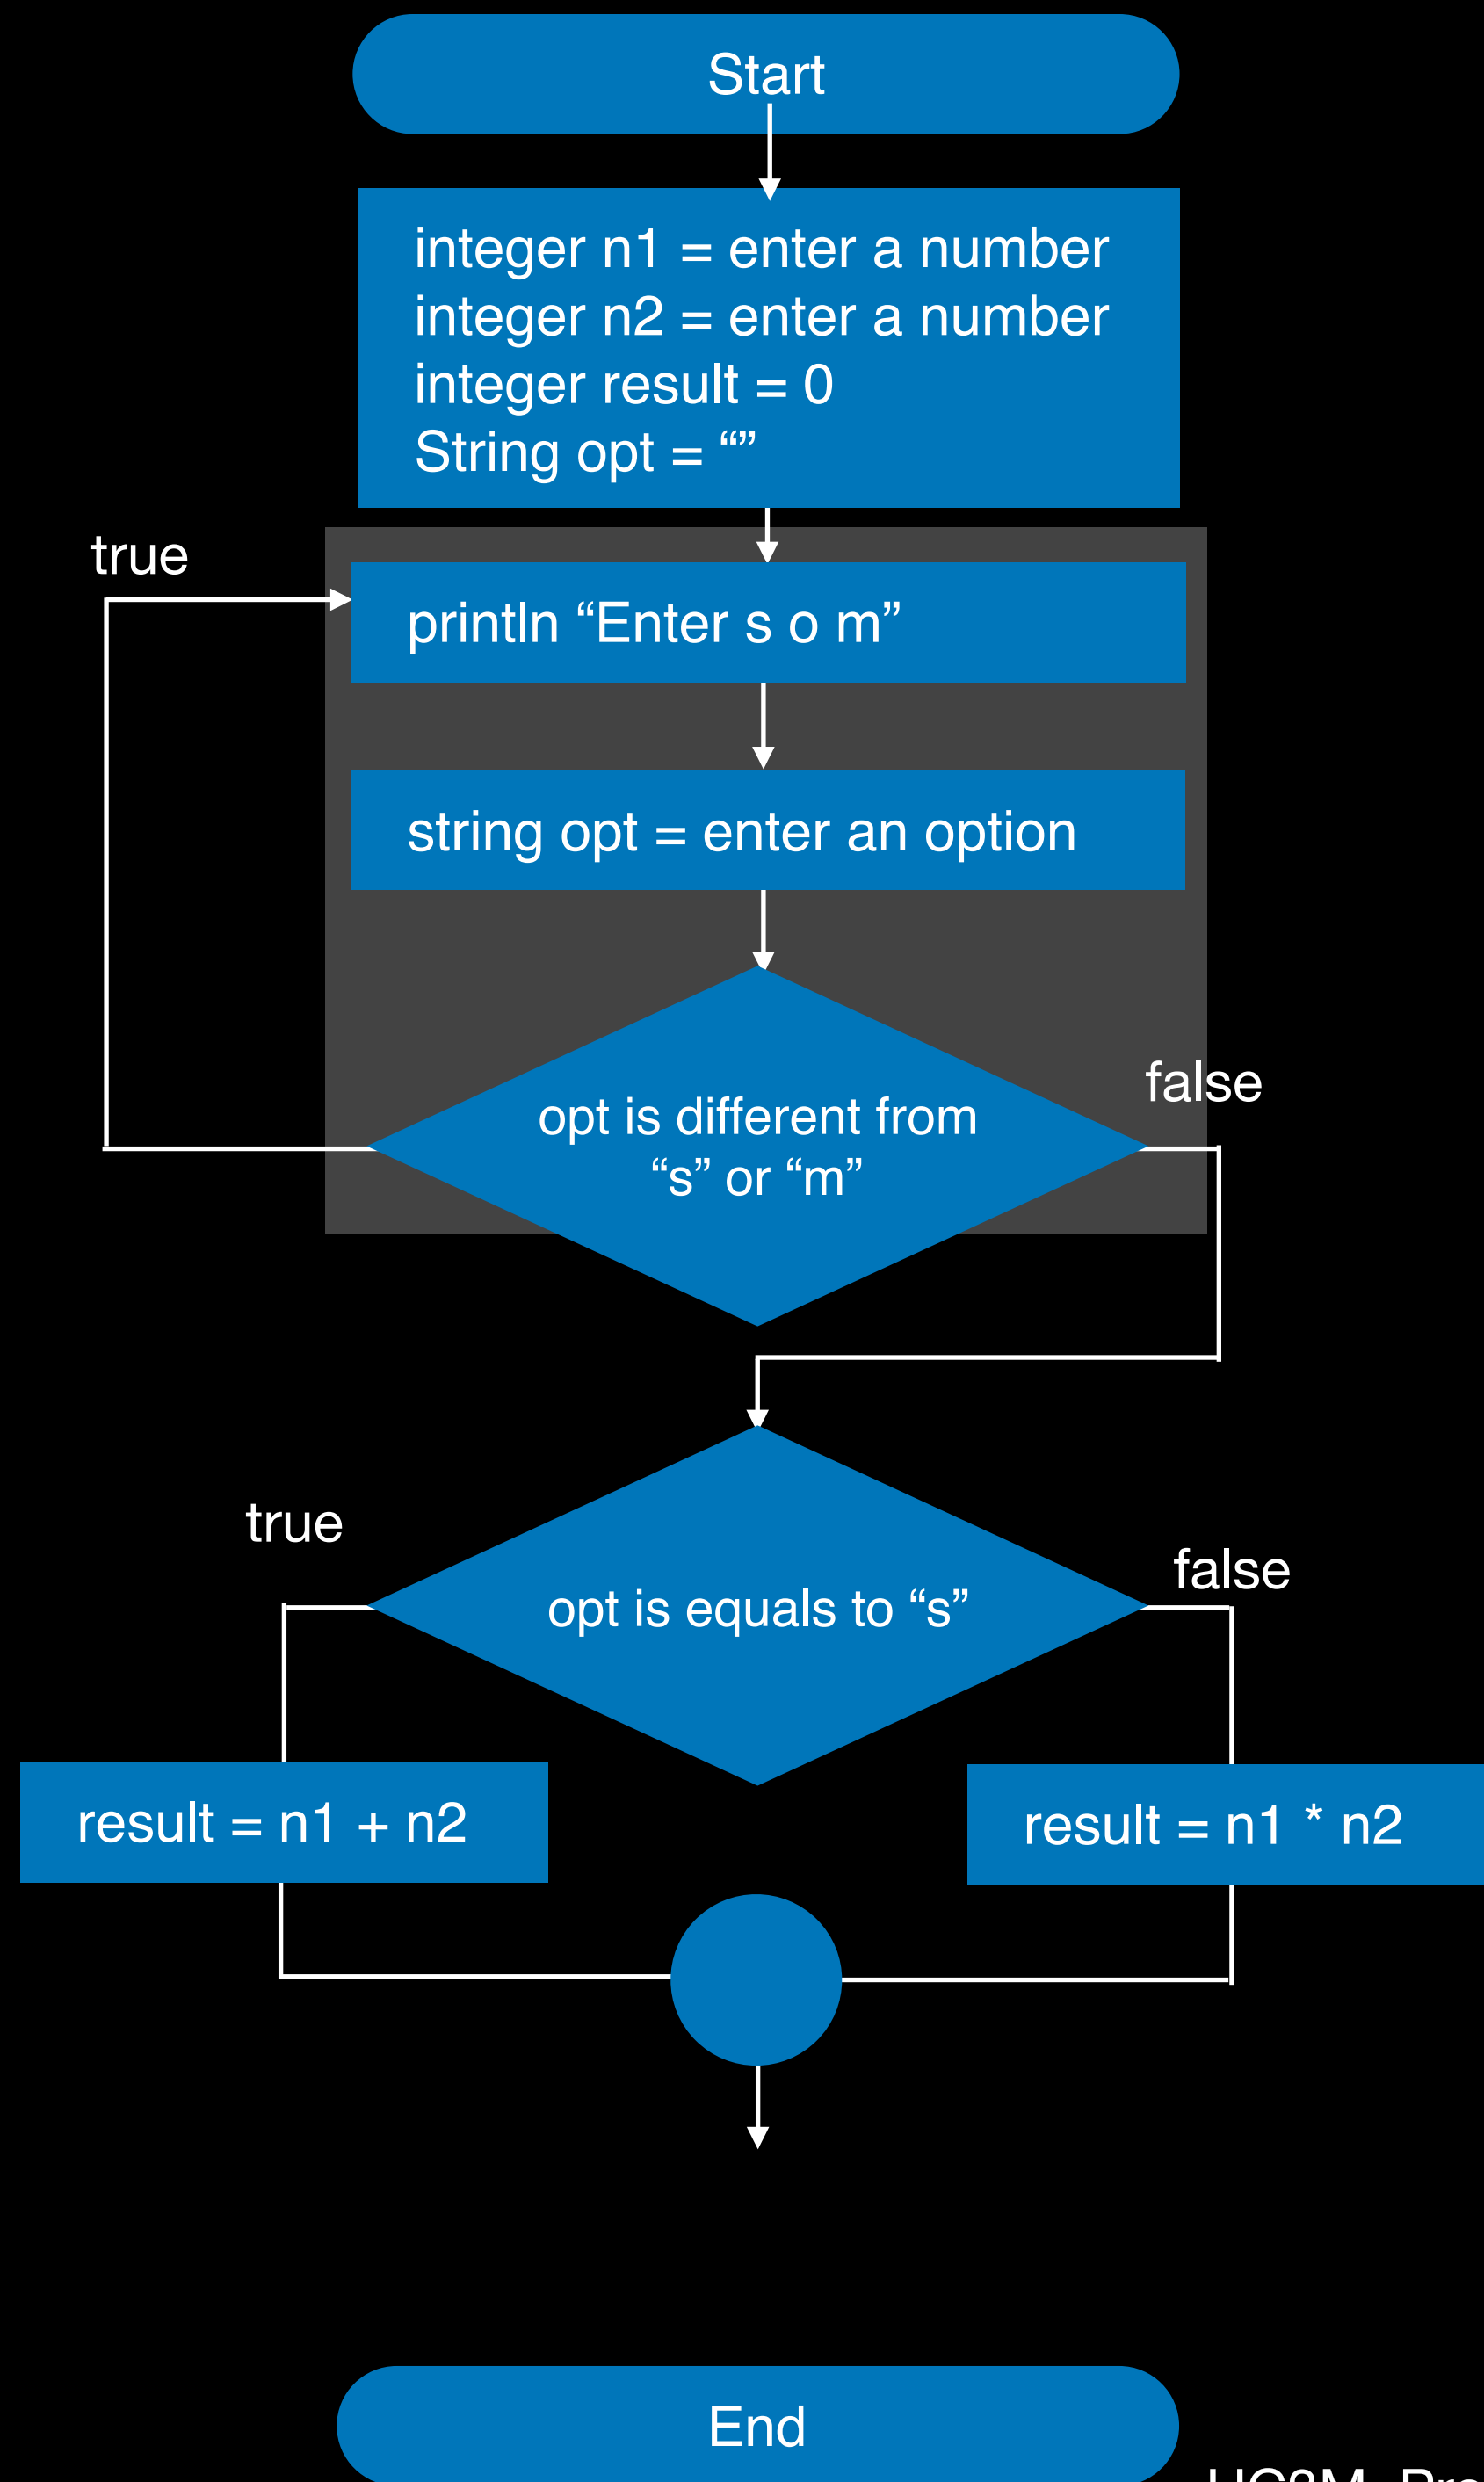 Start
integer n1 = enter a number
integer n2 = enter a number
integer result = 0
String opt = “”
true
println “Enter s o m”
string opt = enter an option
false
opt is different from
“s” or “m”
true
false
opt is equals to “s”
result = n1 + n2
result = n1 * n2
End